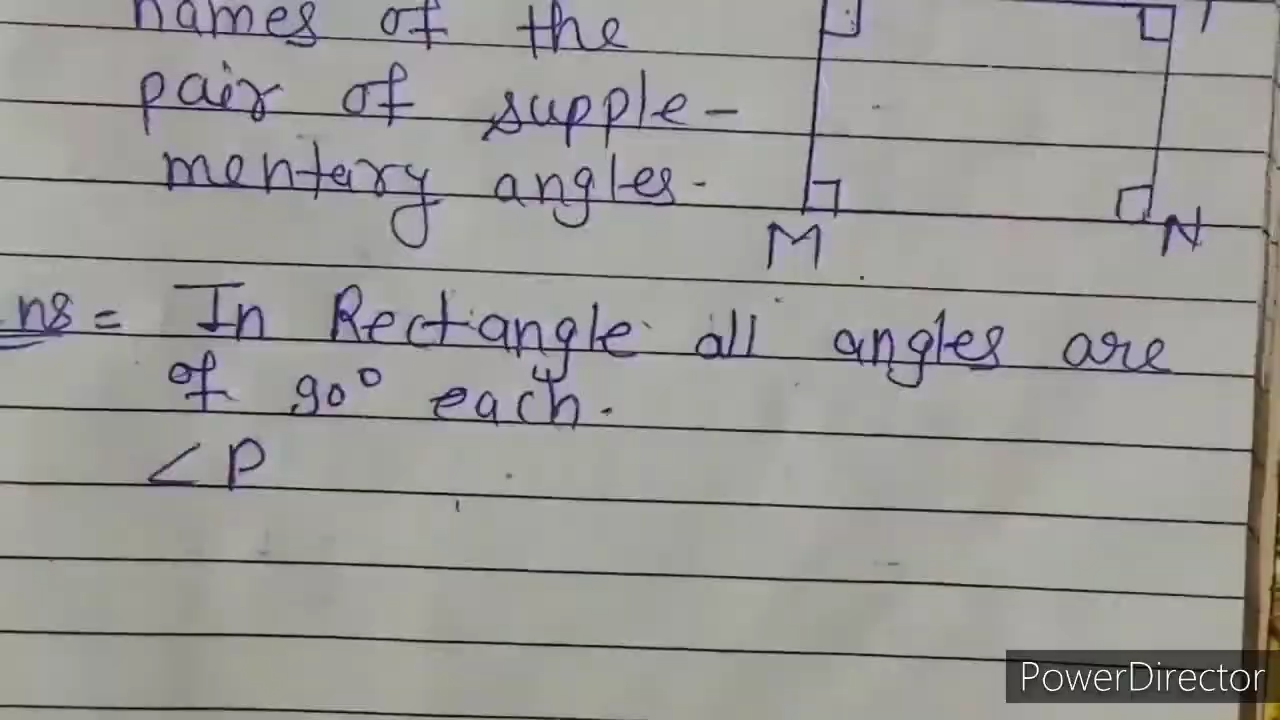 names of the
pair of supple-
mentary angles.
M
N
ns = In Rectangle all angles are
of 90° each.
∠P
PowerDirector